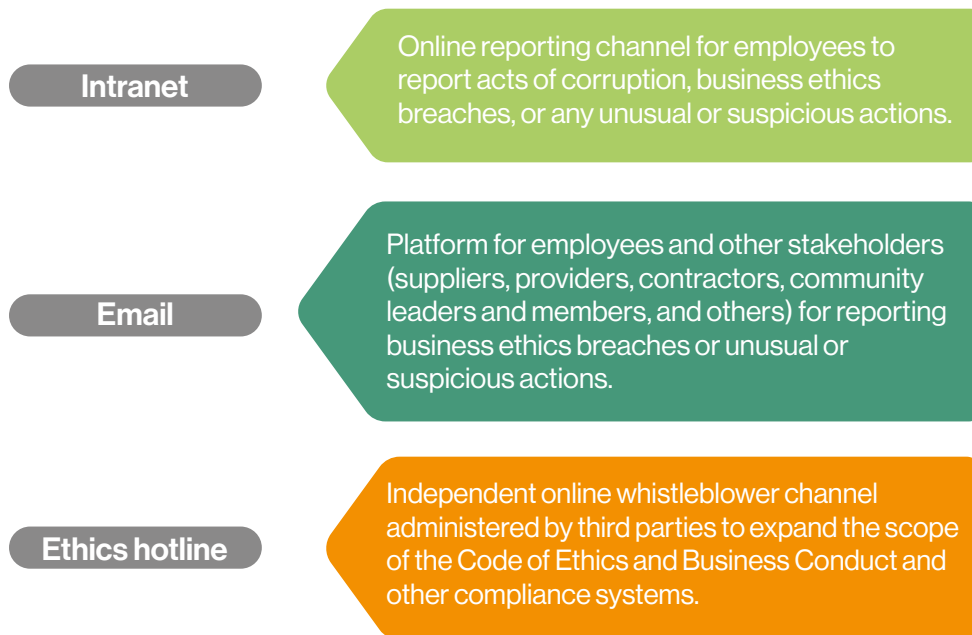 Intranet
Online reporting channel for employees to
report acts of corruption, business ethics
breaches, or any unusual or suspicious actions.
Email
Platform for employees and other stakeholders
(suppliers, providers, contractors, community
leaders and members, and others) for reporting
business ethics breaches or unusual or
suspicious actions.
Ethics hotline
Independent online whistleblower channel
administered by third parties to expand the scope
of the Code of Ethics and Business Conduct and
other compliance systems.